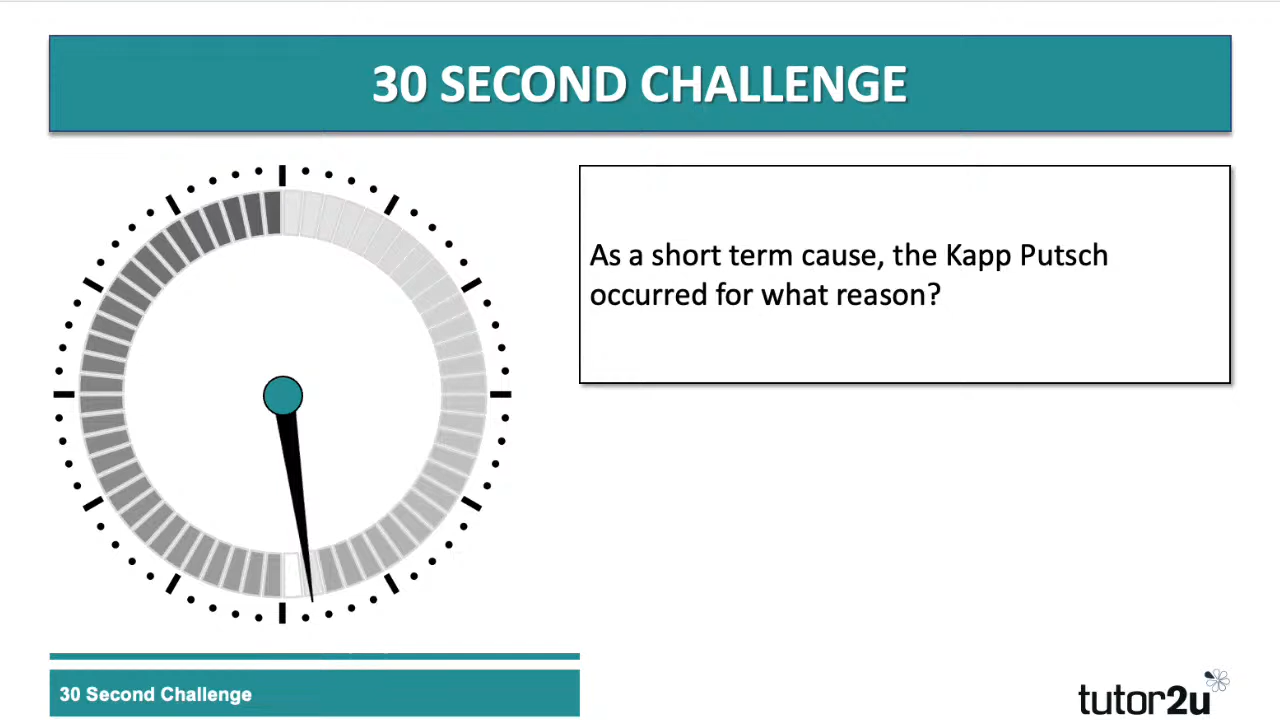 30 SECOND CHALLENGE
As a short term cause, the Kapp Putsch
occurred for what reason?
30 Second Challenge
tutor2u